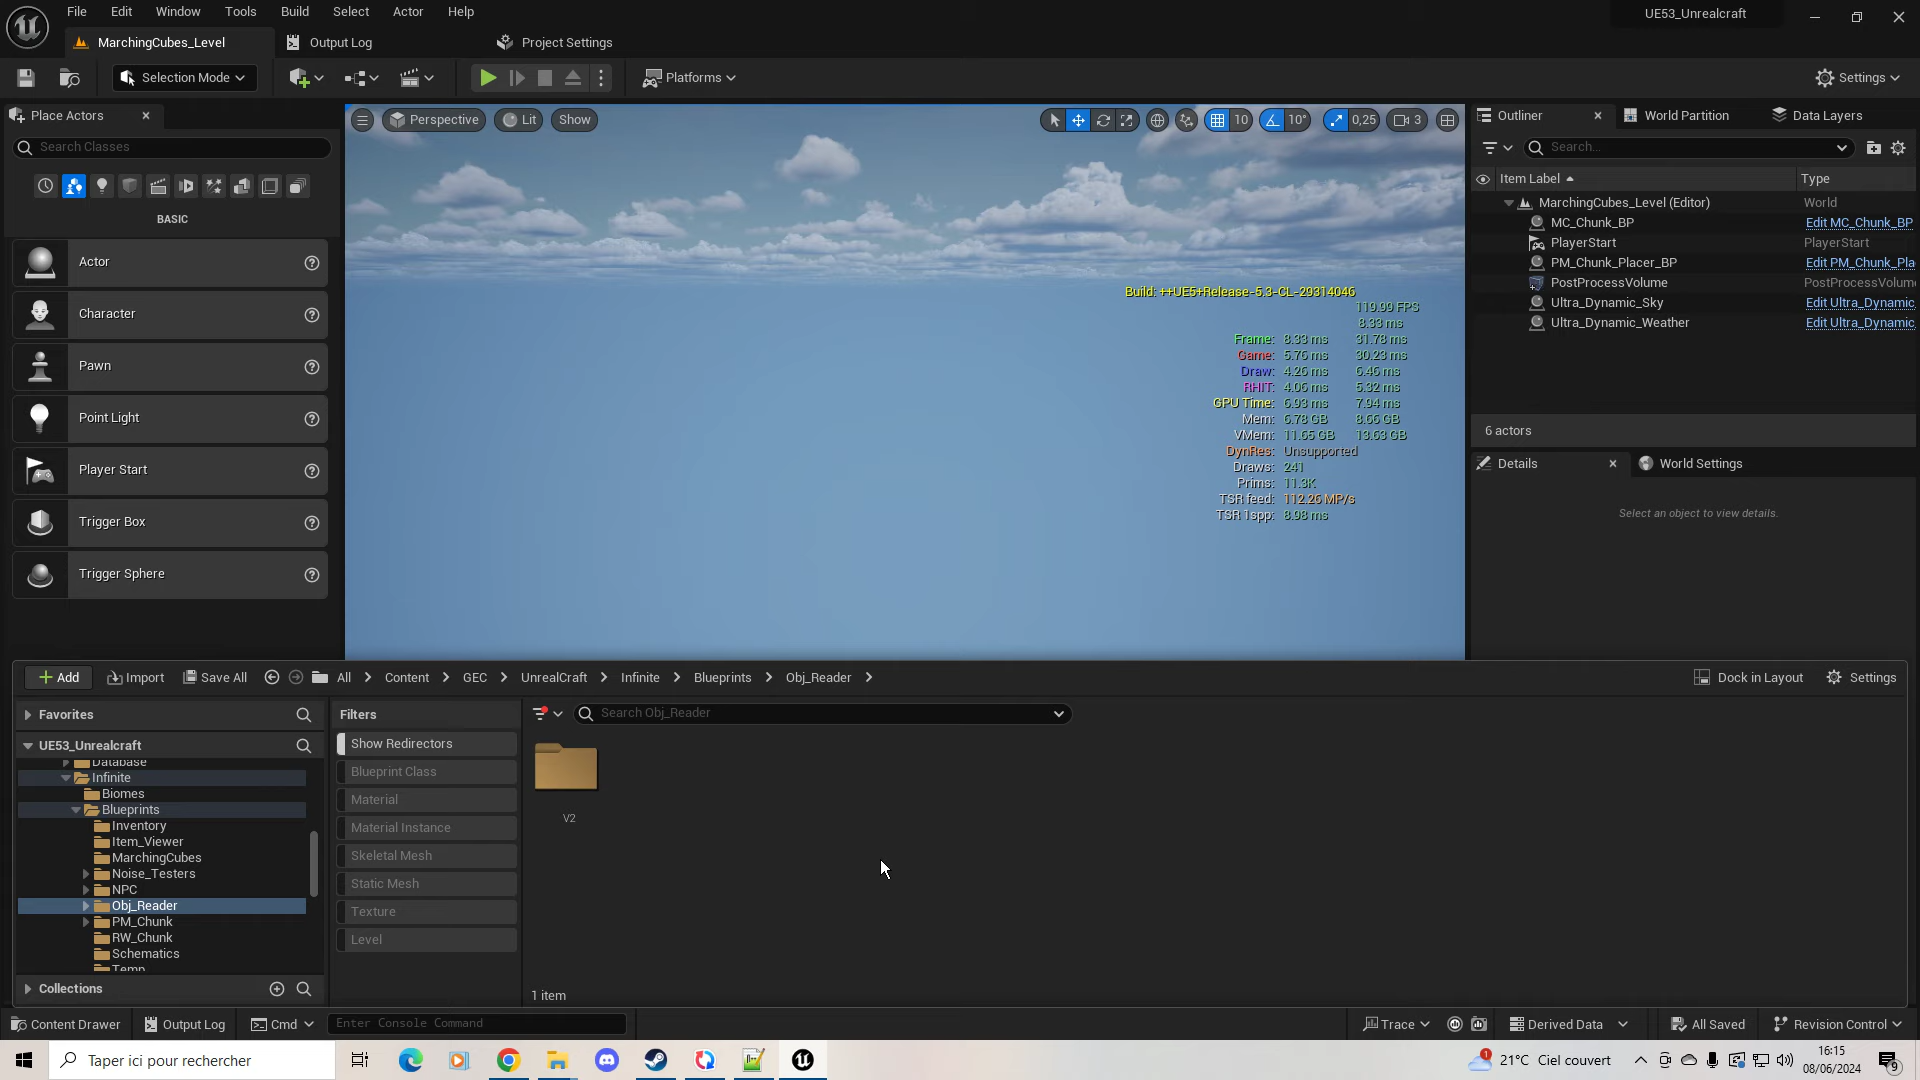 File Edit Window Tools Build Select Actor Help
UE53_Unrealcraft
MarchingCubes_Level
Output Log
Project Settings
Selection Mode
Platforms
Settings
Place Actors
Search Classes
BASIC
Actor
Character
Pawn
Point Light
Player Start
Trigger Box
Trigger Sphere
Perspective
Lit
Show
10
10°
0,25
3
Build: ++UE5+Release-5.3-CL-29314046
119.99 FPS
8.33 ms
Frame: 8.33 ms 31.78 ms
Game: 5.76 ms 30.23 ms
Draw: 4.26 ms 6.46 ms
RHIT: 4.06 ms 5.32 ms
GPU Time: 6.93 ms 7.94 ms
Mem: 6.78 GB 8.66 GB
VMem: 11.65 GB 13.63 GB
DynRes: Unsupported
Draws: 241
Prims: 11.3K
TSR feed: 112.26 MP/s
TSR 1spp: 8.98 ms
Outliner
World Partition
Data Layers
Search...
Item Label Type
MarchingCubes_Level (Editor) World
MC_Chunk_BP Edit MC_Chunk_BP
PlayerStart PlayerStart
PM_Chunk_Placer_BP Edit PM_Chunk_Pla
PostProcessVolume PostProcessVolum
Ultra_Dynamic_Sky Edit Ultra_Dynamic
Ultra_Dynamic_Weather Edit Ultra_Dynamic
6 actors
Details
World Settings
Select an object to view details.
Add
Import
Save All
All Content GEC UnrealCraft Infinite Blueprints Obj_Reader
Dock in Layout
Settings
Favorites
UE53_Unrealcraft
Database
Infinite
Biomes
Blueprints
Inventory
Item_Viewer
MarchingCubes
Noise_Testers
NPC
Obj_Reader
PM_Chunk
RW_Chunk
Schematics
Temp
Collections
Filters
Show Redirectors
Blueprint Class
Material
Material Instance
Skeletal Mesh
Static Mesh
Texture
Level
Search Obj_Reader
V2
1 item
Content Drawer
Output Log
Cmd
Enter Console Command
Trace
Derived Data
All Saved
Revision Control
Taper ici pour rechercher
1
21°C Ciel couvert
16:15
08/06/2024
9